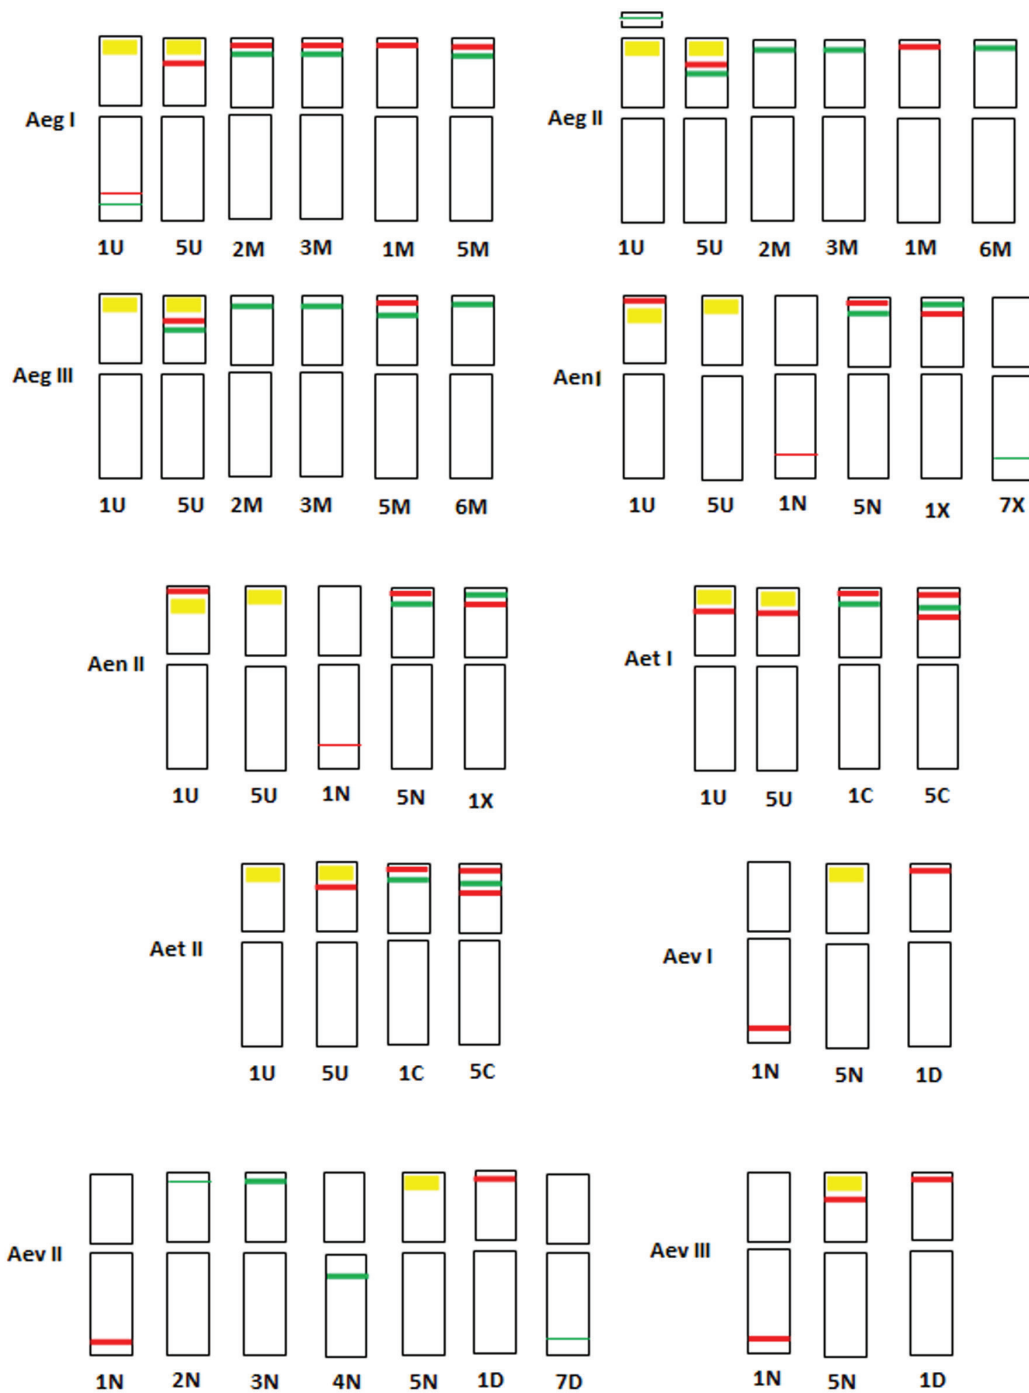 Aeg I
1U 5U 2M 3M 1M 5M
Aeg II
1U 5U 2M 3M 1M 6M
Aeg III
1U 5U 2M 3M 5M 6M
Aen I
1U 5U 1N 5N 1X 7X
Aen II
1U 5U 1N 5N 1X
Aet I
1U 5U 1C 5C
Aet II
1U 5U 1C 5C
Aev I
1N 5N 1D
Aev II
1N 2N 3N 4N 5N 1D 7D
Aev III
1N 5N 1D